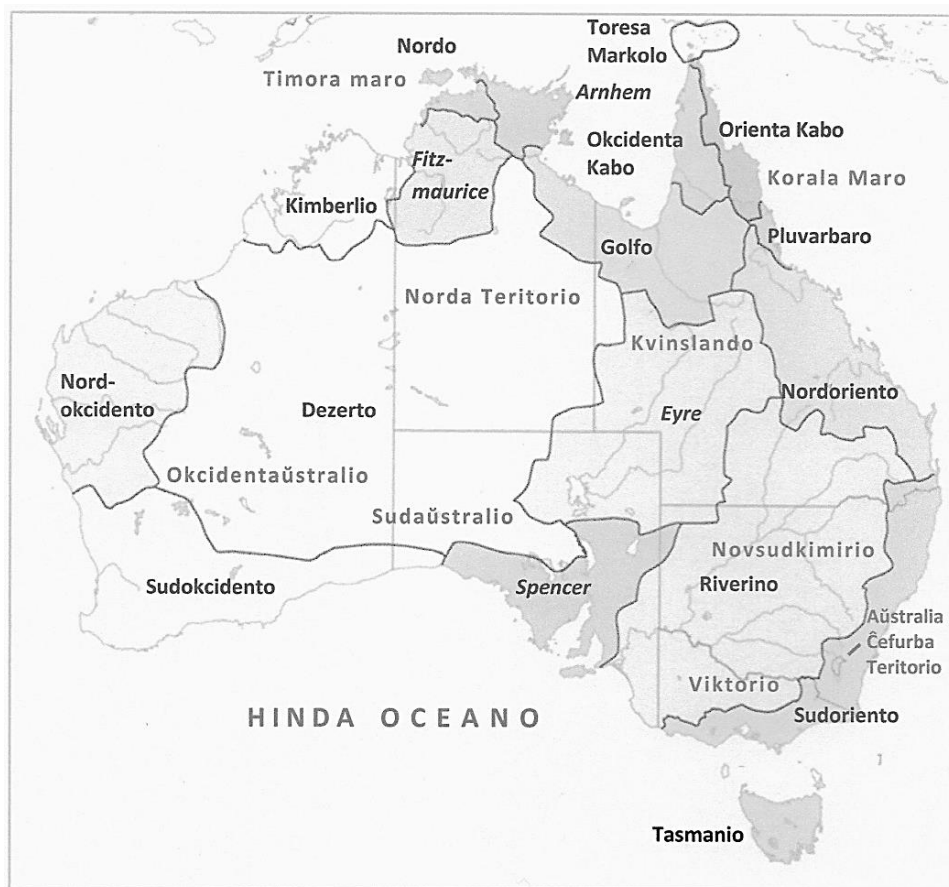 Toresa
Markolo
Nordo
Timora maro
Arnhem
Okcidenta
Kabo
Orienta Kabo
Korala Maro
Fitz-
maurice
Kimberlio
Golfo
Pluvarbaro
Norda Teritorio
Kvinslando
Nord-
okcidento
Dezerto
Eyre
Nordoriento
Okcidentaŭstralio
Sudaŭstralio
Novsudkimirio
Sudokcidento
Spencer
Riverino
Aŭstralia
Ĉefurba
Teritorio
Viktorio
HINDA OCEANO
Sudoriento
Tasmanio